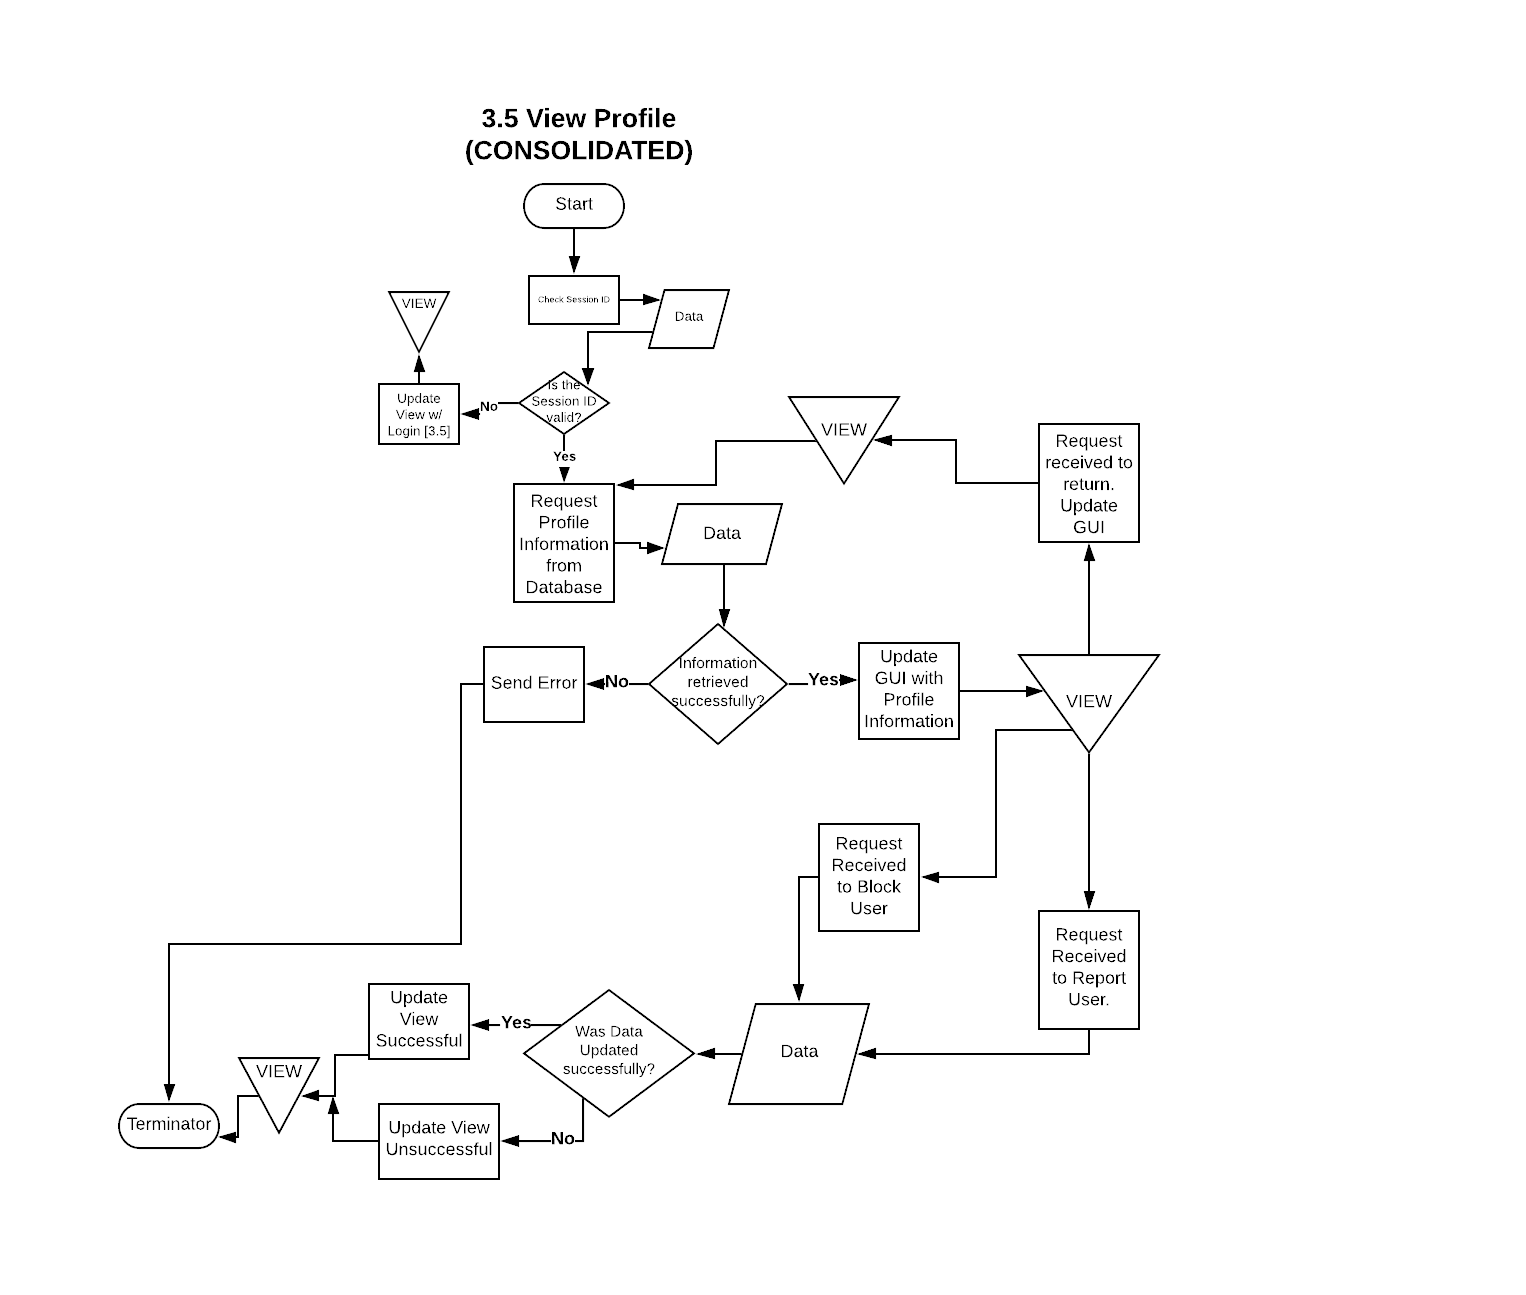 3.5 View Profile
(CONSOLIDATED)
Start
Check Session ID
Data
VIEW
Is the
Session ID
valid?
No
Update
View w/
Login [3.5]
Yes
VIEW
Request
received to
return.
Update
GUI
Request
Profile
Information
from
Database
Data
Information
retrieved
successfully?
No
Send Error
Yes
Update
GUI with
Profile
Information
VIEW
Request
Received
to Block
User
Request
Received
to Report
User.
Data
Was Data
Updated
successfully?
Yes
Update
View
Successful
No
Update View
Unsuccessful
VIEW
Terminator